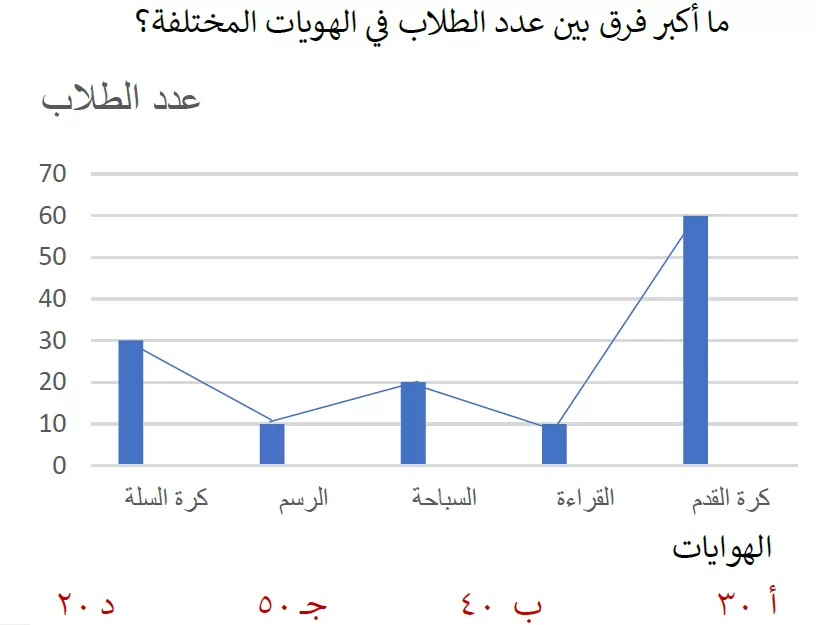 ما أكبر فرق بين عدد الطلاب في الهويات المختلفة؟
عدد الطلاب
70
60
50
40
30
20
10
0
كرة السلة الرسم السباحة القراءة كرة القدم
الهوايات
أ ٣٠ ب ٤٠ جـ ٥٠ د ٢٠